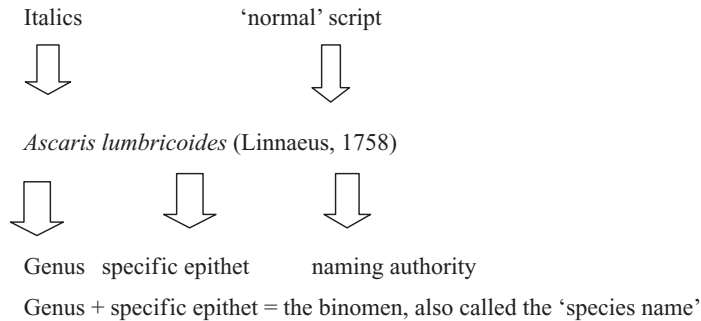 Italics ‘normal’ script
Ascaris lumbricoides (Linnaeus, 1758)
Genus specific epithet naming authority
Genus + specific epithet = the binomen, also called the ‘species name’